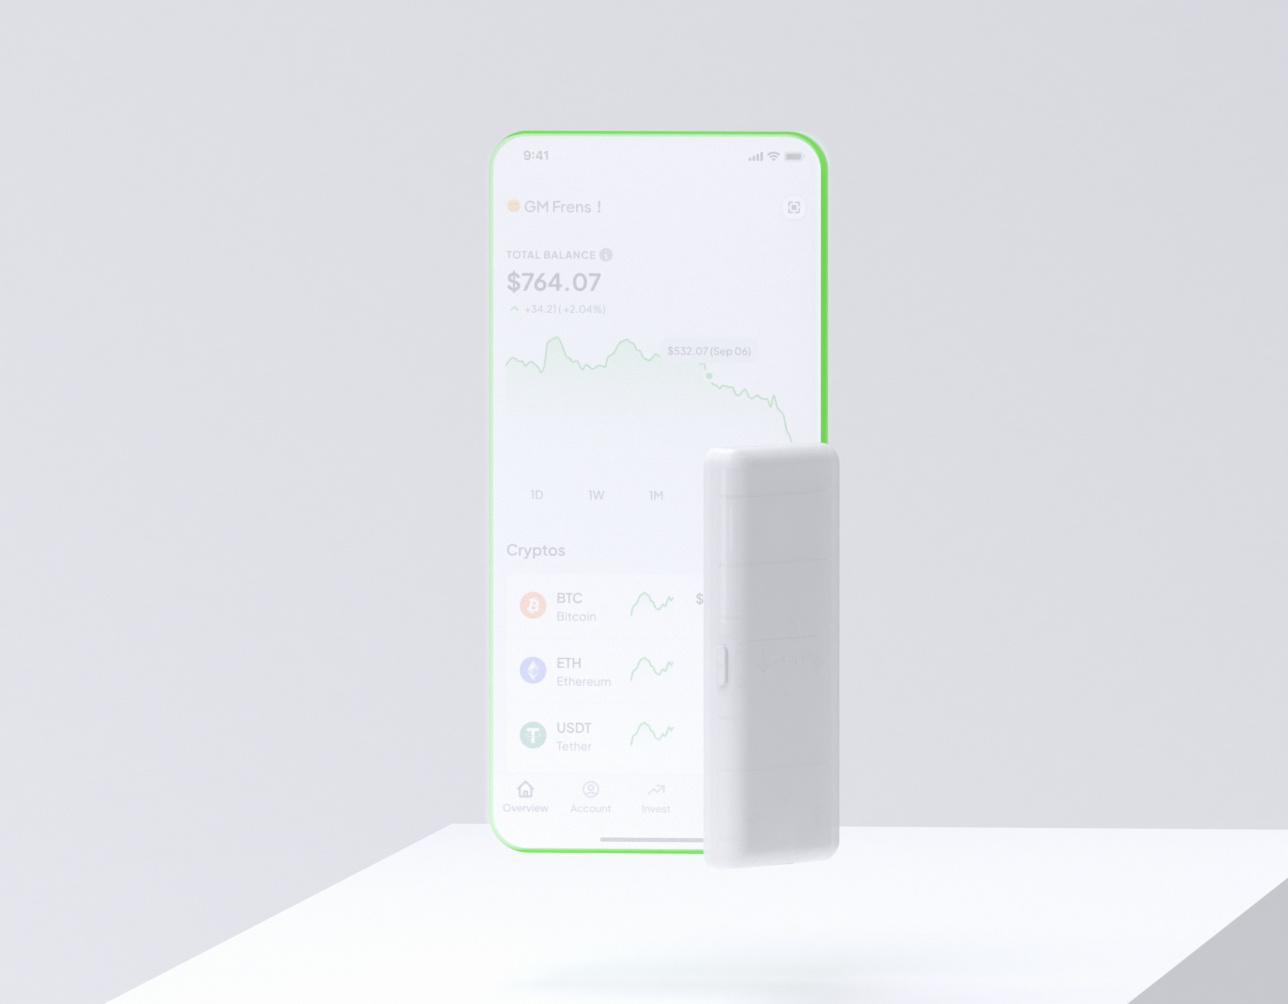 9:41
GM Frens !
TOTAL BALANCE
$764.07
+34.21 (+2.04%)
$532.07 (Sep 06)
1D 1W 1M
Cryptos
BTC
Bitcoin
$
ETH
Ethereum
USDT
Tether
Overview Account Invest